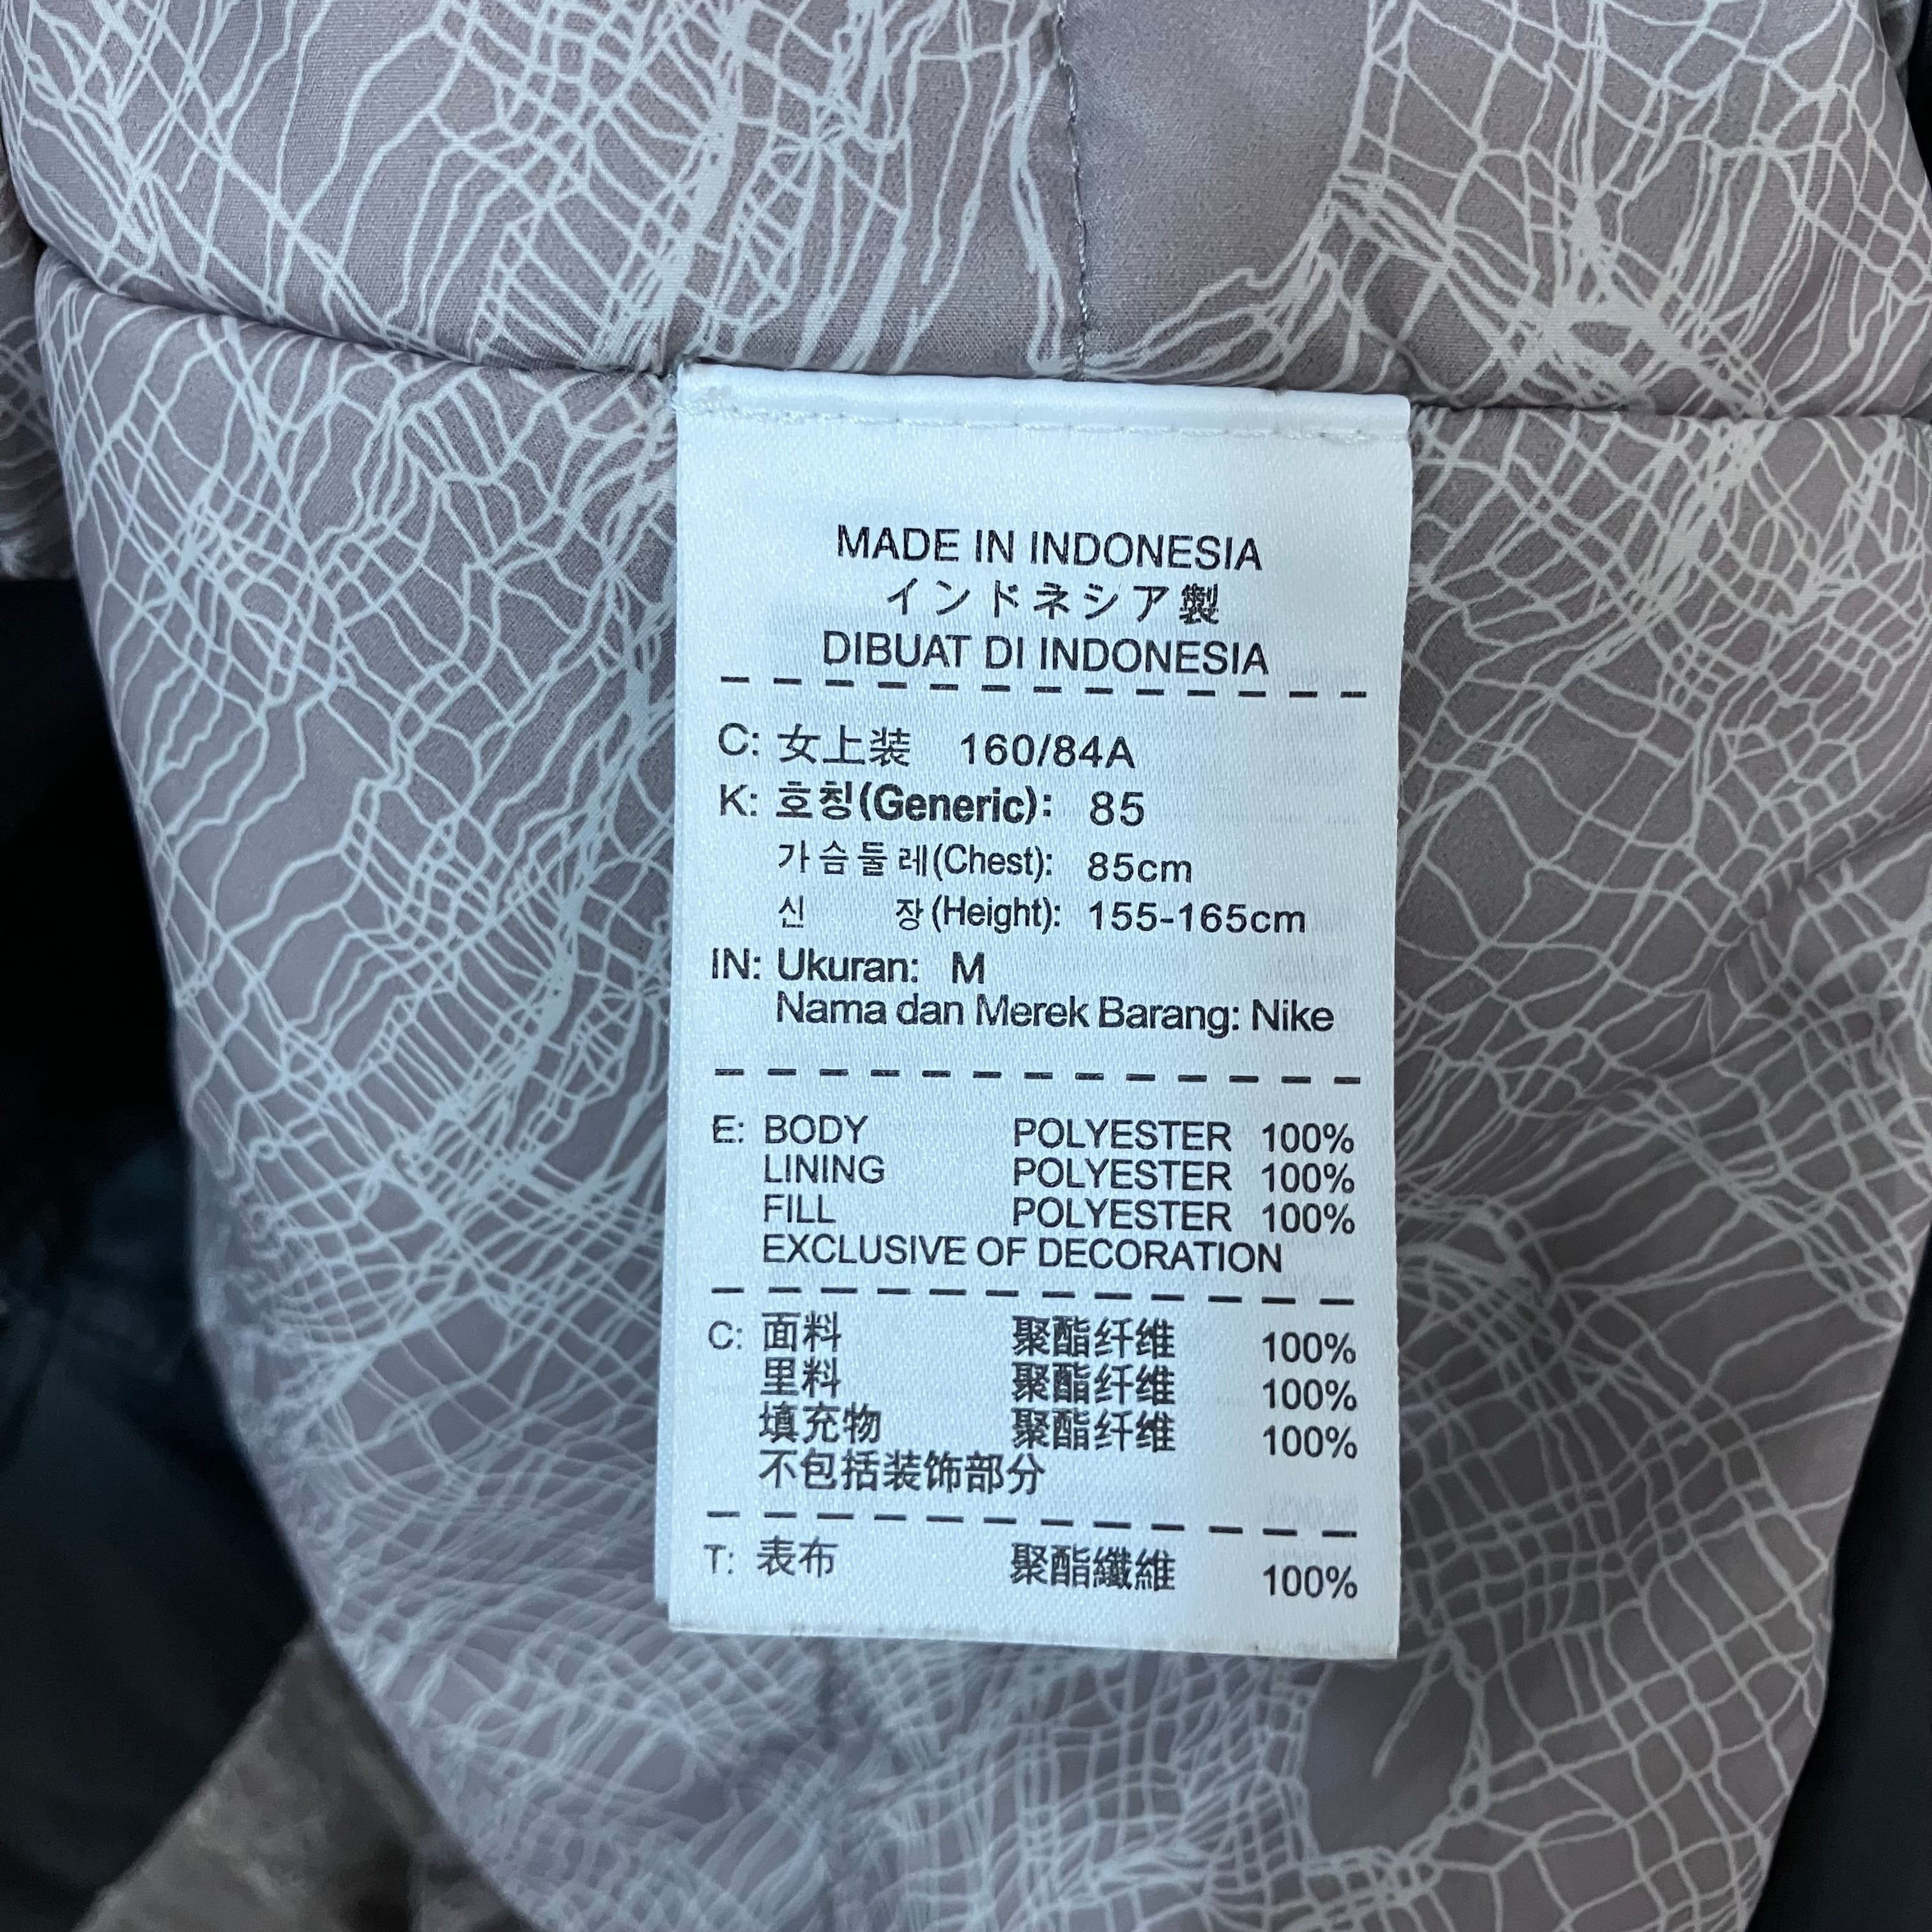 MADE IN INDONESIA
インドネシア製
DIBUAT DI INDONESIA
C: 女上装 160/84A
K: 호칭(Generic): 85
가슴둘레(Chest): 85cm
신 장(Height): 155-165cm
IN: Ukuran: M
Nama dan Merek Barang: Nike
E: BODY POLYESTER 100%
LINING POLYESTER 100%
FILL POLYESTER 100%
EXCLUSIVE OF DECORATION
C: 面料 聚酯纤维 100%
里料 聚酯纤维 100%
填充物 聚酯纤维 100%
不包括装饰部分
T: 表布 聚酯纖維 100%